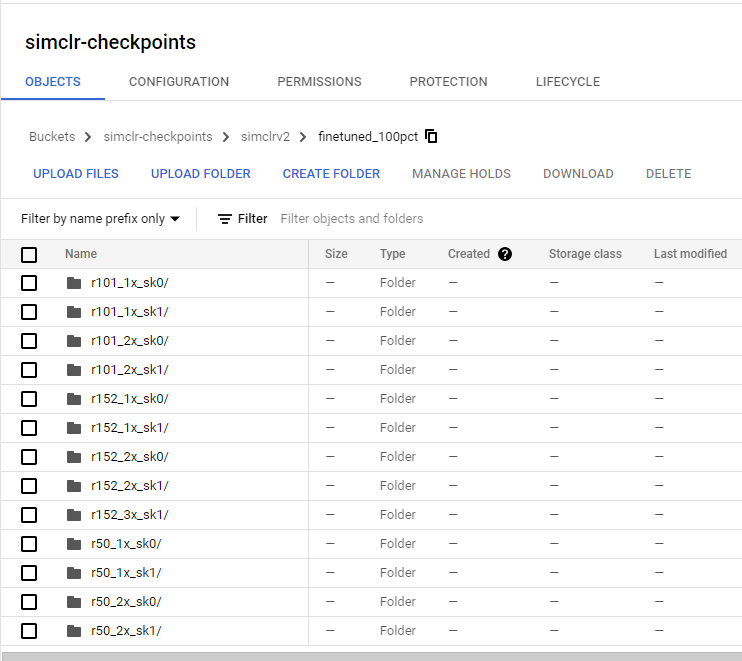 simclr-checkpoints
OBJECTS CONFIGURATION PERMISSIONS PROTECTION LIFECYCLE
Buckets simclr-checkpoints simclrv2 finetuned_100pct
UPLOAD FILES UPLOAD FOLDER CREATE FOLDER MANAGE HOLDS DOWNLOAD DELETE
Filter by name prefix only Filter Filter objects and folders
Name Size Type Created ? Storage class Last modified
r101_1x_sk0/ — Folder — — —
r101_1x_sk1/ — Folder — — —
r101_2x_sk0/ — Folder — — —
r101_2x_sk1/ — Folder — — —
r152_1x_sk0/ — Folder — — —
r152_1x_sk1/ — Folder — — —
r152_2x_sk0/ — Folder — — —
r152_2x_sk1/ — Folder — — —
r152_3x_sk1/ — Folder — — —
r50_1x_sk0/ — Folder — — —
r50_1x_sk1/ — Folder — — —
r50_2x_sk0/ — Folder — — —
r50_2x_sk1/ — Folder — — —